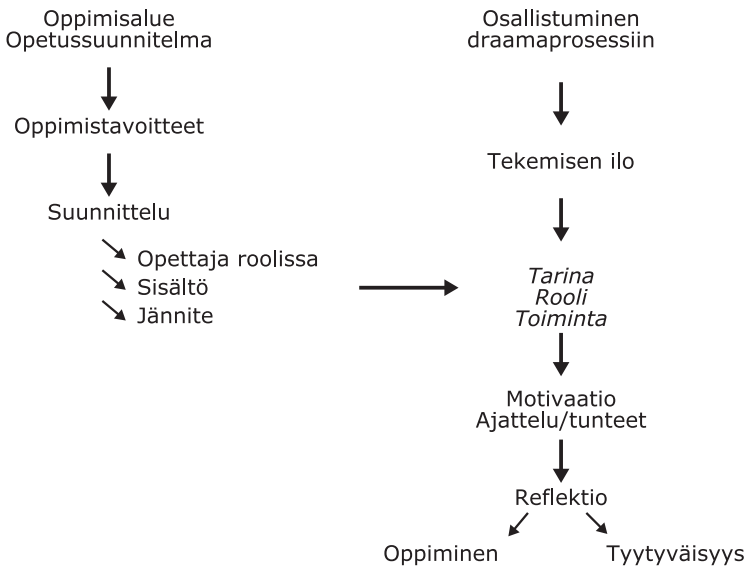 Oppimisalue
Opetussuunnitelma
Oppimistavoitteet
Suunnittelu
Opettaja roolissa
Sisältö
Jännite
Osallistuminen
draamaprosessiin
Tekemisen ilo
Tarina
Rooli
Toiminta
Motivaatio
Ajattelu/tunteet
Reflektio
Oppiminen
Tyytyväisyys